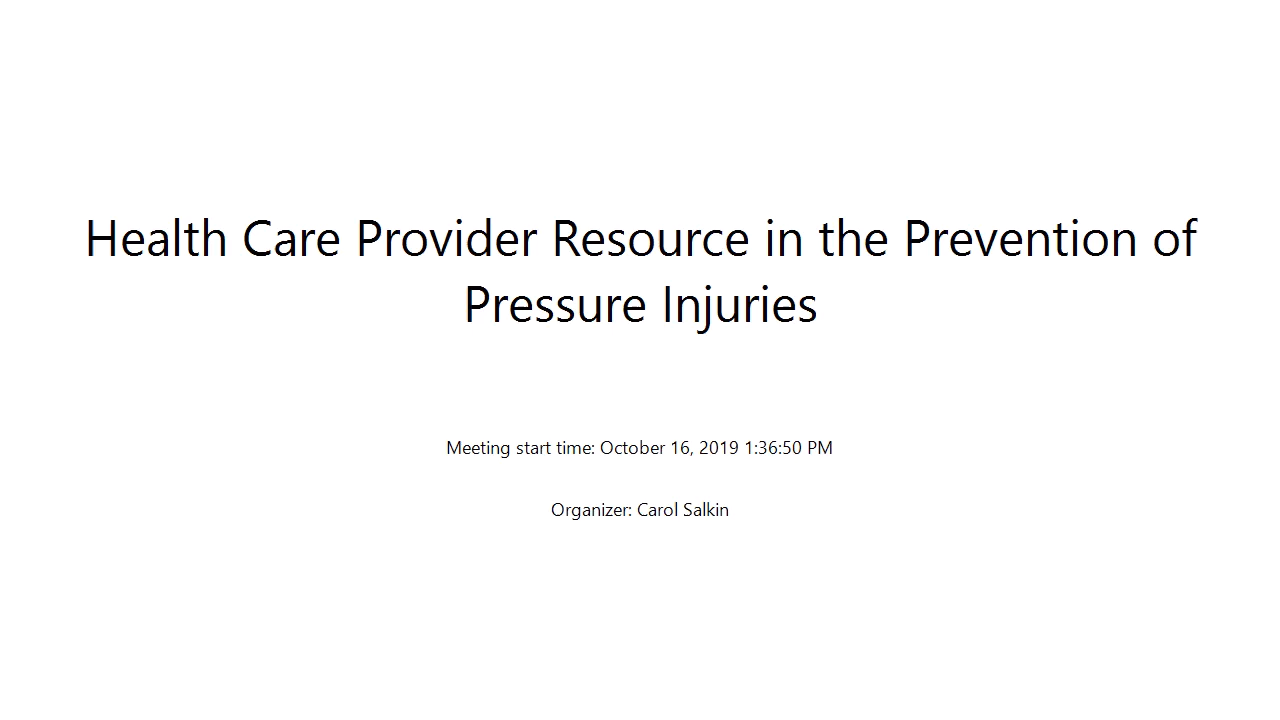 Health Care Provider Resource in the Prevention of
Pressure Injuries
Meeting start time: October 16, 2019 1:36:50 PM
Organizer: Carol Salkin